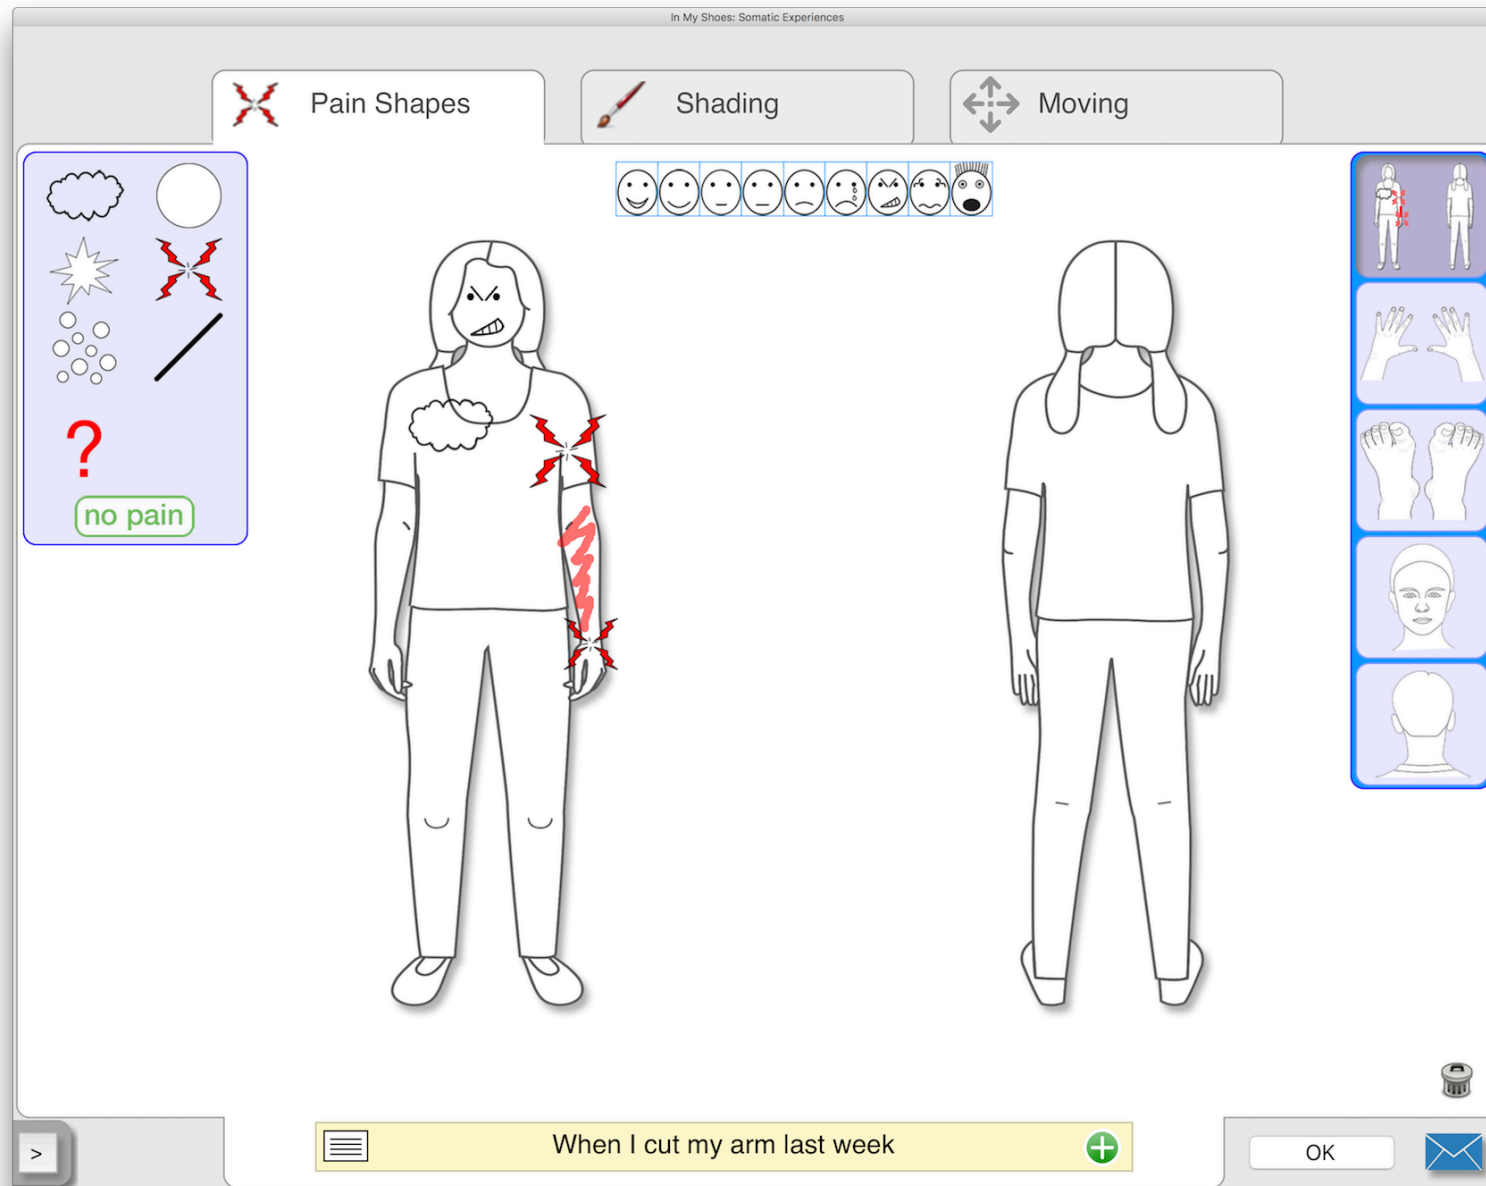 In My Shoes: Somatic Experiences
Pain Shapes
Shading
Moving
?
no pain
When I cut my arm last week
>
OK